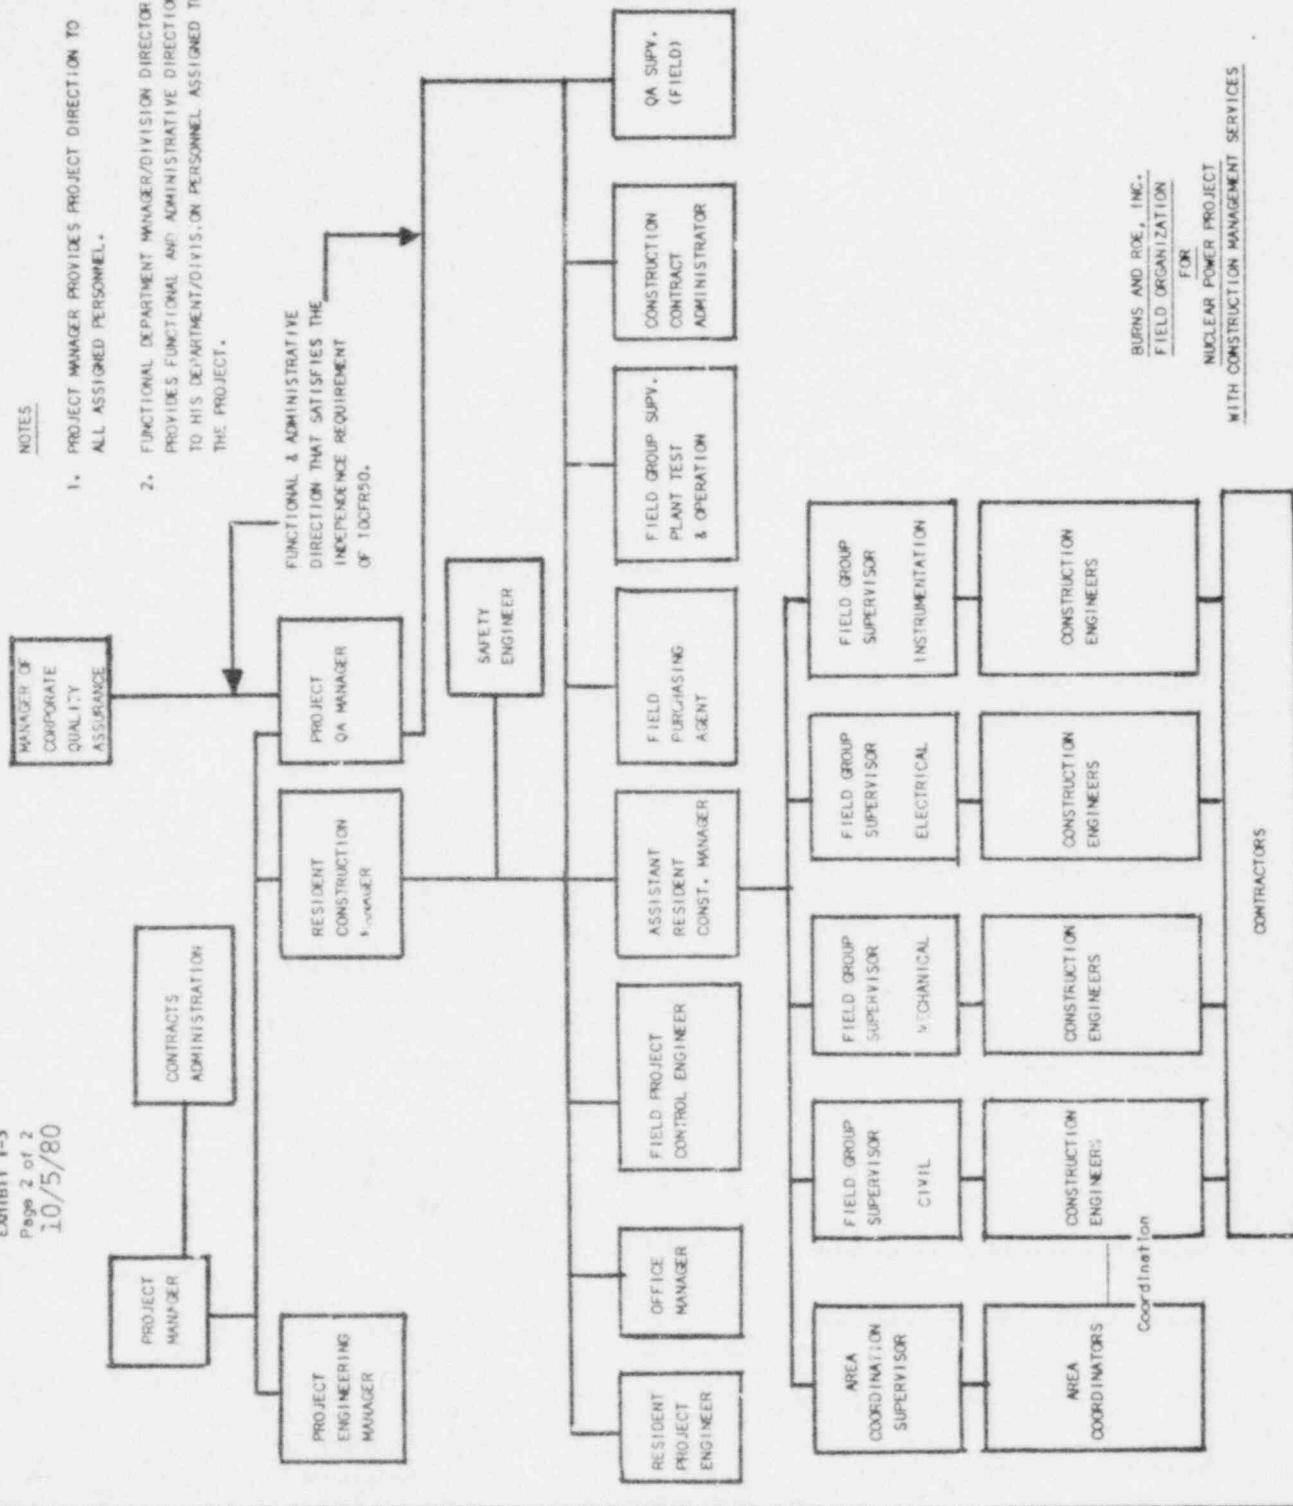 EXHIBIT I-3
Page 2 of 2
10/5/80
NOTES
1. PROJECT MANAGER PROVIDES PROJECT DIRECTION TO
ALL ASSIGNED PERSONNEL.
2. FUNCTIONAL DEPARTMENT MANAGER/DIVISION DIRECTOR
PROVIDES FUNCTIONAL AND ADMINISTRATIVE
TO HIS DEPARTMENT/DIVISION PERSONNEL ASSIGNED
THE PROJECT.
MANAGER OF
CORPORATE
QUALITY
ASSURANCE
PROJECT
MANAGER
CONTRACTS
ADMINISTRATION
FUNCTIONAL & ADMINISTRATIVE
DIRECTION THAT SATISFIES THE
INDEPENDENCE REQUIREMENT
OF 10CFR50.
PROJECT
ENGINEERING
MANAGER
RESIDENT
CONSTRUCTION
MANAGER
PROJECT
QA MANAGER
SAFETY
ENGINEER
RESIDENT
PROJECT
ENGINEER
OFFICE
MANAGER
FIELD PROJECT
CONTROL ENGINEER
ASSISTANT
RESIDENT
CONST. MANAGER
FIELD
PURCHASING
AGENT
FIELD GROUP SUPV.
PLANT TEST
& OPERATION
CONSTRUCTION
CONTRACT
ADMINISTRATOR
QA SUPV.
(FIELD)
AREA
COORDINATION
SUPERVISOR
FIELD GROUP
SUPERVISOR
CIVIL
FIELD GROUP
SUPERVISOR
MECHANICAL
FIELD GROUP
SUPERVISOR
ELECTRICAL
FIELD GROUP
SUPERVISOR
INSTRUMENTATION
AREA
COORDINATORS
Coordination
CONSTRUCTION
ENGINEERS
CONSTRUCTION
ENGINEERS
CONSTRUCTION
ENGINEERS
CONSTRUCTION
ENGINEERS
CONTRACTORS
BURNS AND ROE, INC.
FIELD ORGANIZATION
FOR
NUCLEAR POWER PROJECT
WITH CONSTRUCTION MANAGEMENT SERVICES